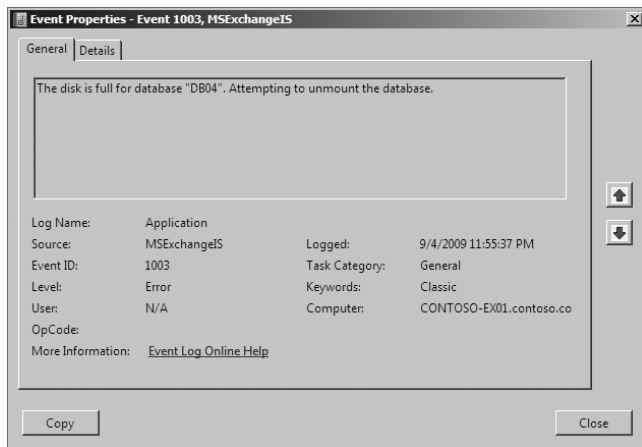 Event Properties - Event 1003, MSExchangeIS
General Details
The disk is full for database "DB04". Attempting to unmount the database.
Log Name: Application
Source: MSExchangeIS Logged: 9/4/2009 11:55:37 PM
Event ID: 1003 Task Category: General
Level: Error Keywords: Classic
User: N/A Computer: CONTOSO-EX01.contoso.co
OpCode:
More Information: Event Log Online Help
Copy Close